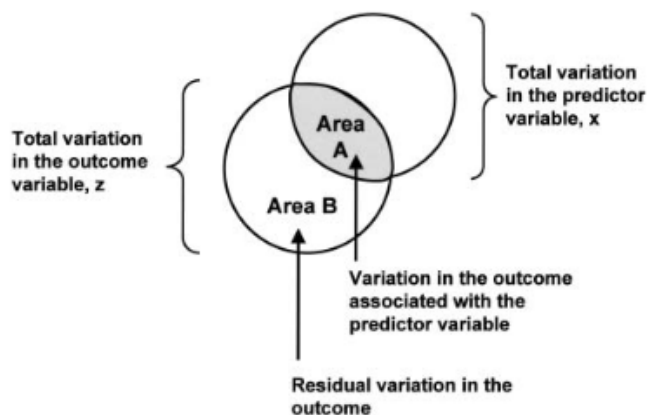 Total variation
in the predictor
variable, x
Total variation
in the outcome
variable, z
Area
A
Area B
Variation in the outcome
associated with the
predictor variable
Residual variation in the
outcome